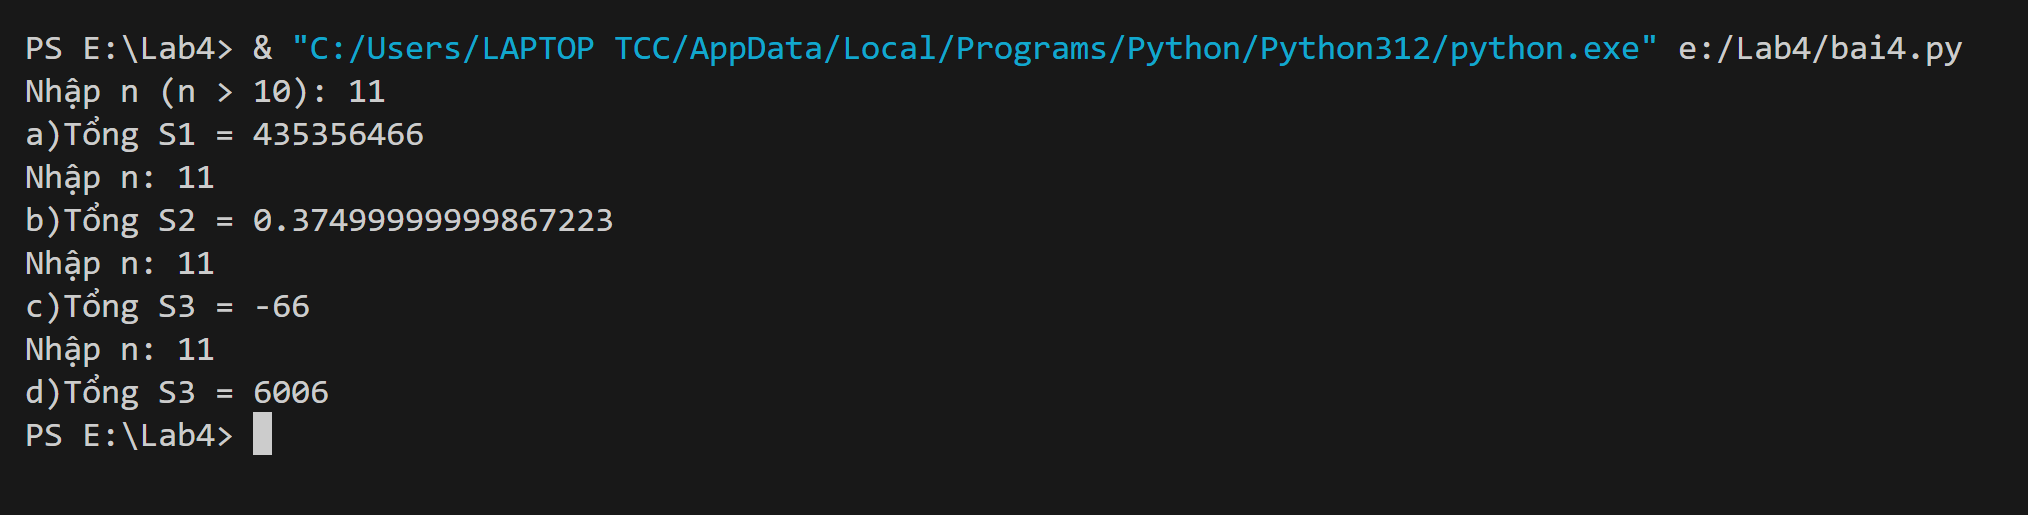 PS E:\Lab4> & "C:/Users/LAPTOP TCC/AppData/Local/Programs/Python/Python312/python.exe" e:/Lab4/bai4.py
Nhập n (n > 10): 11
a)Tổng S1 = 435356466
Nhập n: 11
b)Tổng S2 = 0.37499999999867223
Nhập n: 11
c)Tổng S3 = -66
Nhập n: 11
d)Tổng S3 = 6006
PS E:\Lab4>